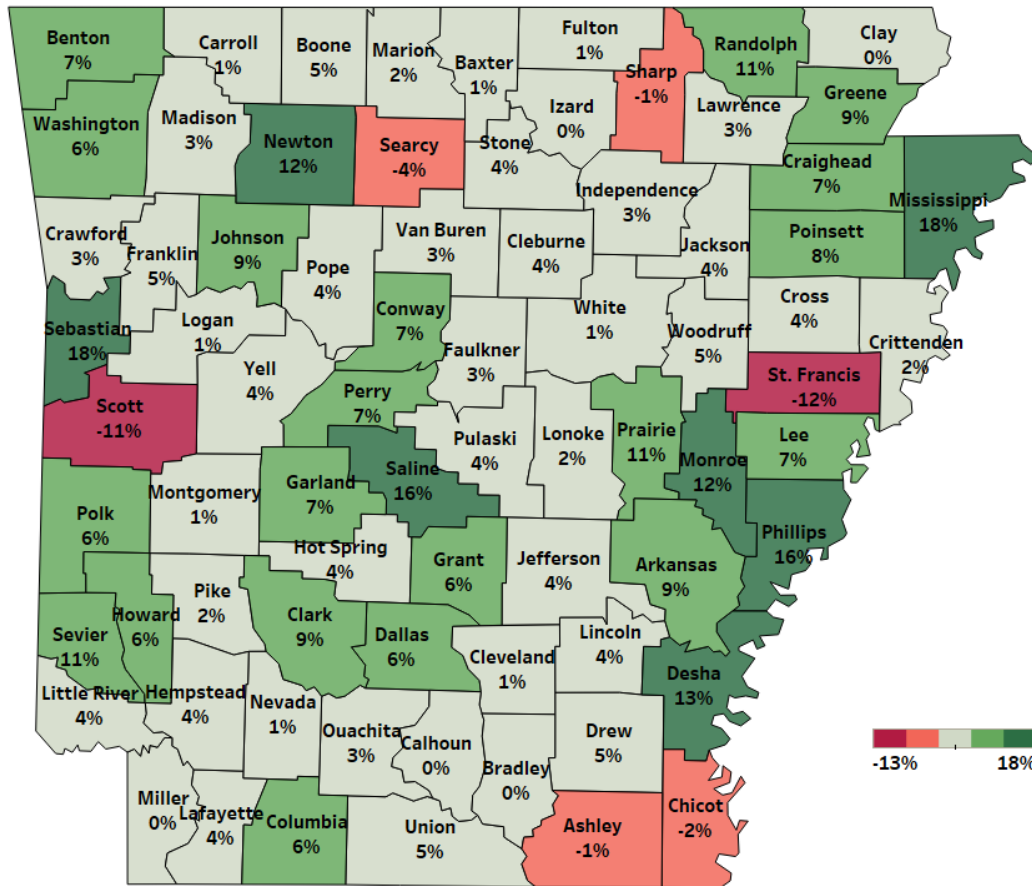 Benton
7%
Carroll
1%
Boone
5%
Marion
2%
Baxter
1%
Fulton
1%
Sharp
-1%
Randolph
11%
Clay
0%
Washington
6%
Madison
3%
Newton
12%
Searcy
-4%
Stone
4%
Izard
0%
Lawrence
3%
Greene
9%
Craighead
7%
Mississippi
18%
Independence
3%
Crawford
3%
Franklin
5%
Johnson
9%
Pope
4%
Van Buren
3%
Cleburne
4%
Jackson
4%
Poinsett
8%
Sebastian
18%
Logan
1%
Conway
7%
White
1%
Woodruff
5%
Cross
4%
Crittenden
2%
Yell
4%
Faulkner
3%
St. Francis
-12%
Scott
-11%
Perry
7%
Pulaski
4%
Lonoke
2%
Prairie
11%
Monroe
12%
Lee
7%
Saline
16%
Garland
7%
Montgomery
1%
Polk
6%
Phillips
16%
Hot Spring
4%
Grant
6%
Jefferson
4%
Arkansas
9%
Pike
2%
Howard
6%
Clark
9%
Dallas
6%
Sevier
11%
Cleveland
1%
Lincoln
4%
Desha
13%
Little River
4%
Hempstead
4%
Nevada
1%
Ouachita
3%
Calhoun
0%
Drew
5%
Bradley
0%
Miller
0%
Lafayette
4%
Columbia
6%
Union
5%
Ashley
-1%
Chicot
-2%
-13% 18%